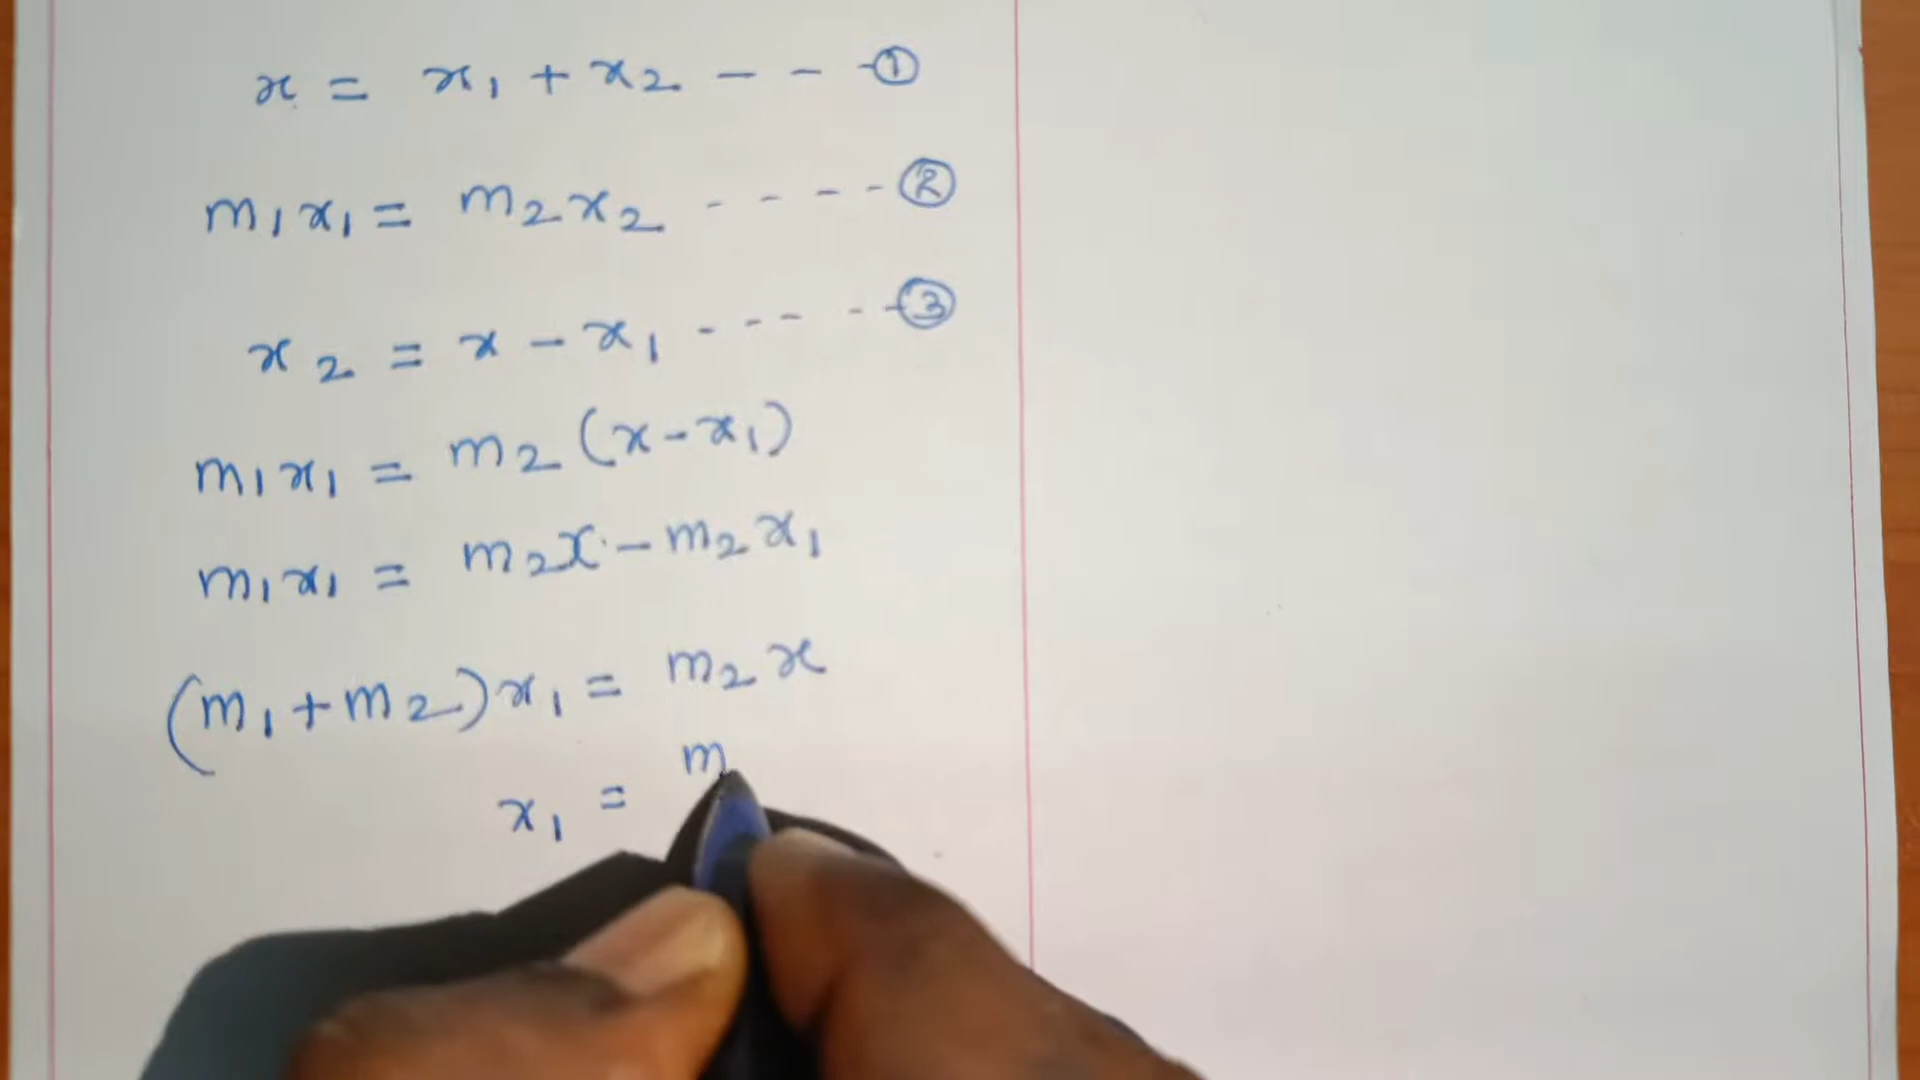 x = x₁ + x₂ - - - ①
m₁x₁ = m₂x₂ - - - - ②
x₂ = x - x₁ - - - - - ③
m₁x₁ = m₂(x-x₁)
m₁x₁ = m₂x - m₂x₁
(m₁+m₂)x₁ = m₂x
x₁ = m